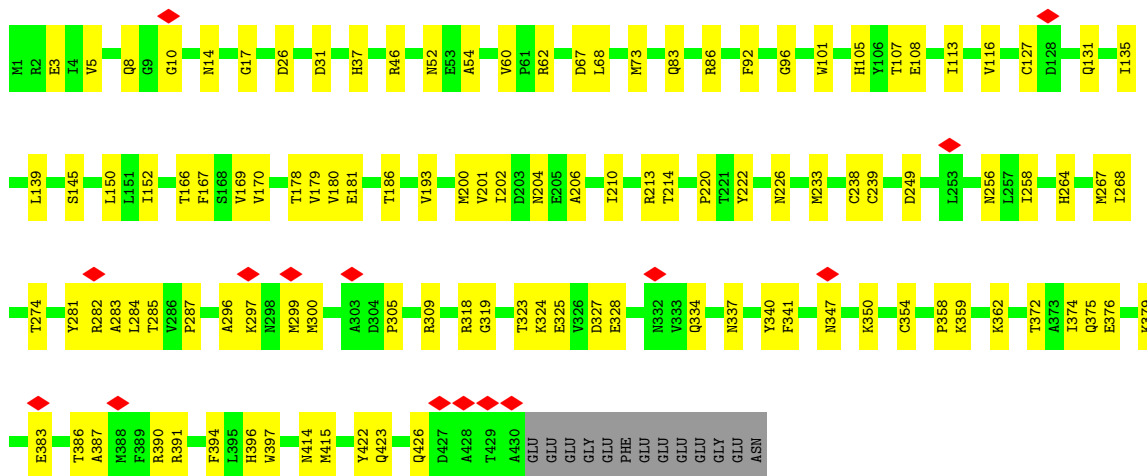 M1 R2 E3 I4 V5 Q8 G9 G10 N14 G17 D26 D31 H37 R46 N52 E53 A54 V60 P61 R62 D67 L68 M73 Q83 R86 F92 G96 W101 H105 Y106 T107 E108 I113 V116 C127 D128 Q131 I135
L139 S145 L150 L151 I152 T166 F167 S168 V169 V170 T178 V179 V180 E181 T186 V193 M200 V201 I202 D203 N204 E205 A206 I210 R213 T214 P220 T221 Y222 N226 M233 C238 C239 D249 L253 N256 L257 I258 H264 M267 I268
T274 Y281 R282 A283 L284 T285 V286 P287 A296 K297 N298 M299 M300 A303 D304 P305 R309 R318 G319 T323 K324 E325 V326 D327 E328 N332 V333 Q334 N337 Y340 F341 N347 K350 C354 P358 K359 K362 T372 A373 I374 Q375 E376 K379
E383 T386 A387 M388 F389 R390 R391 F394 L395 H396 W397 N414 M415 Y422 Q423 Q426 D427 A428 T429 A430 GLU GLU GLU GLY GLU PHE GLU GLU GLU GLU GLU GLY GLU ASN